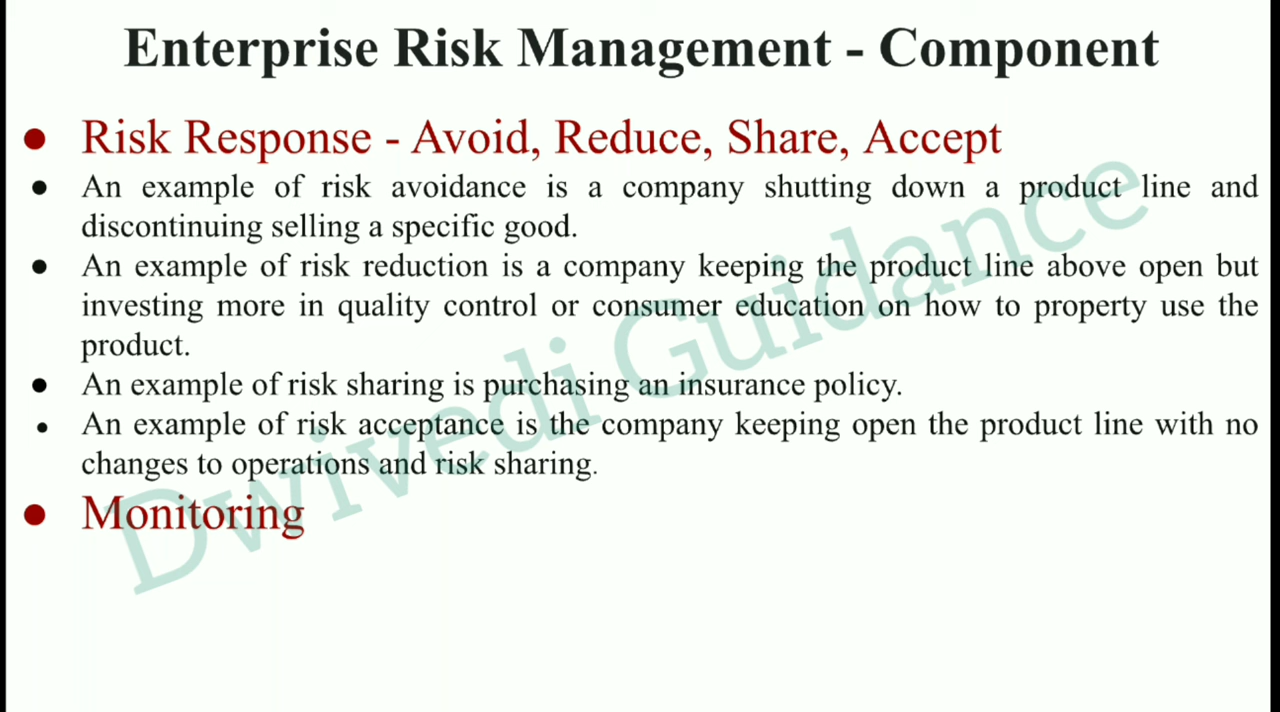 Enterprise Risk Management - Component
● Risk Response - Avoid, Reduce, Share, Accept
● An example of risk avoidance is a company shutting down a product line and
discontinuing selling a specific good.
● An example of risk reduction is a company keeping the product line above open but
investing more in quality control or consumer education on how to property use the
product.
● An example of risk sharing is purchasing an insurance policy.
● An example of risk acceptance is the company keeping open the product line with no
changes to operations and risk sharing.
● Monitoring
Dwivedi Guidance